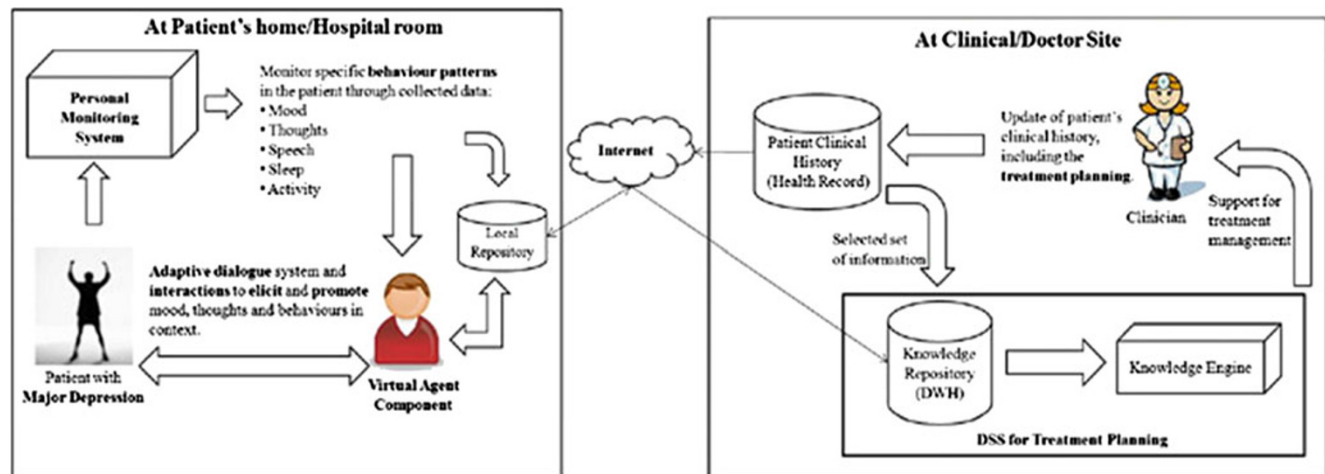 At Patient's home/Hospital room
Personal
Monitoring
System
Monitor specific behaviour patterns
in the patient through collected data:
• Mood
• Thoughts
• Speech
• Sleep
• Activity
Local
Repository
Adaptive dialogue system and
interactions to elicit and promote
mood, thoughts and behaviours in
context.
Patient with
Major Depression
Virtual Agent
Component
Internet
At Clinical/Doctor Site
Patient Clinical
History
(Health Record)
Update of patient's
clinical history,
including the
treatment planning.
Clinician
Support for
treatment
management
Selected set
of information
Knowledge
Repository
(DWH)
Knowledge Engine
DSS for Treatment Planning